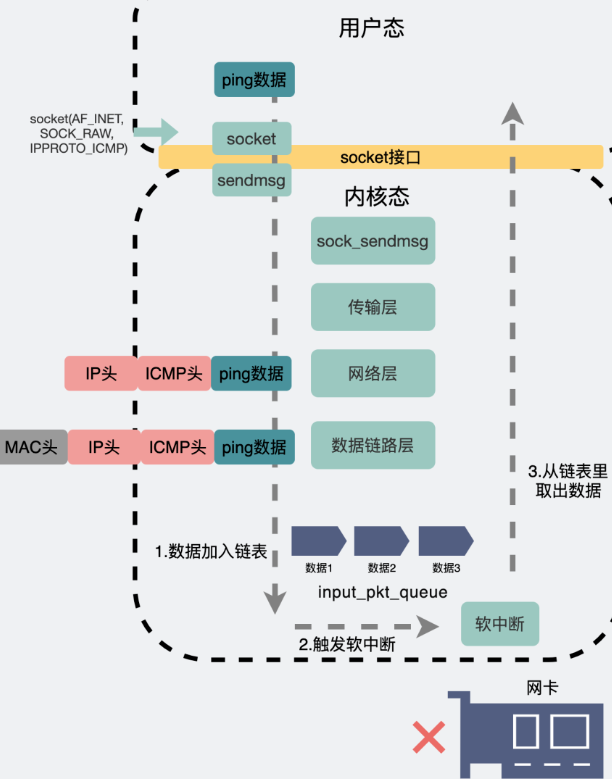 用户态
ping数据
socket(AF_INET,
SOCK_RAW,
IPPROTO_ICMP)
socket
socket接口
sendmsg
内核态
sock_sendmsg
传输层
IP头 ICMP头 ping数据 网络层
MAC头 IP头 ICMP头 ping数据 数据链路层
3.从链表里
取出数据
1.数据加入链表
数据1 数据2 数据3
input_pkt_queue
软中断
2.触发软中断
网卡